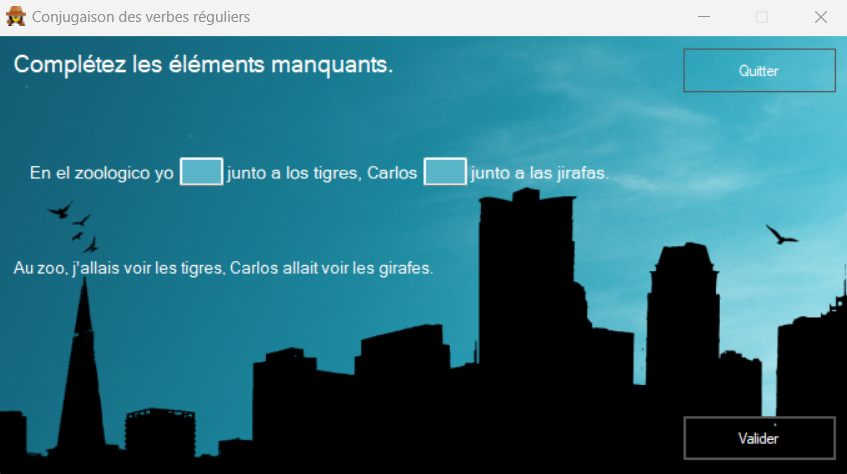 Conjugaison des verbes réguliers
Complétez les éléments manquants.
Quitter
En el zoologico yo junto a los tigres, Carlos junto a las jirafas.
Au zoo, j'allais voir les tigres, Carlos allait voir les girafes.
Valider